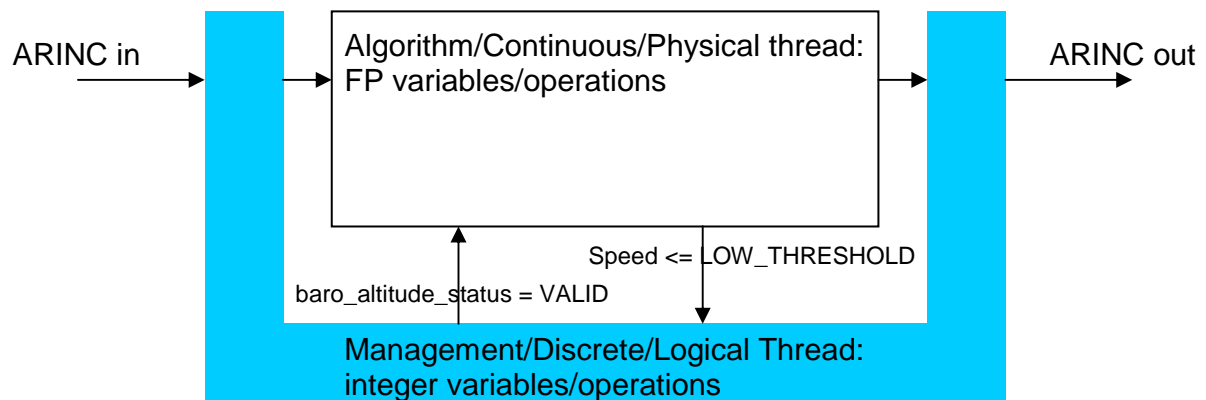 ARINC in
Algorithm/Continuous/Physical thread:
FP variables/operations
ARINC out
Speed <= LOW_THRESHOLD
baro_altitude_status = VALID
Management/Discrete/Logical Thread:
integer variables/operations